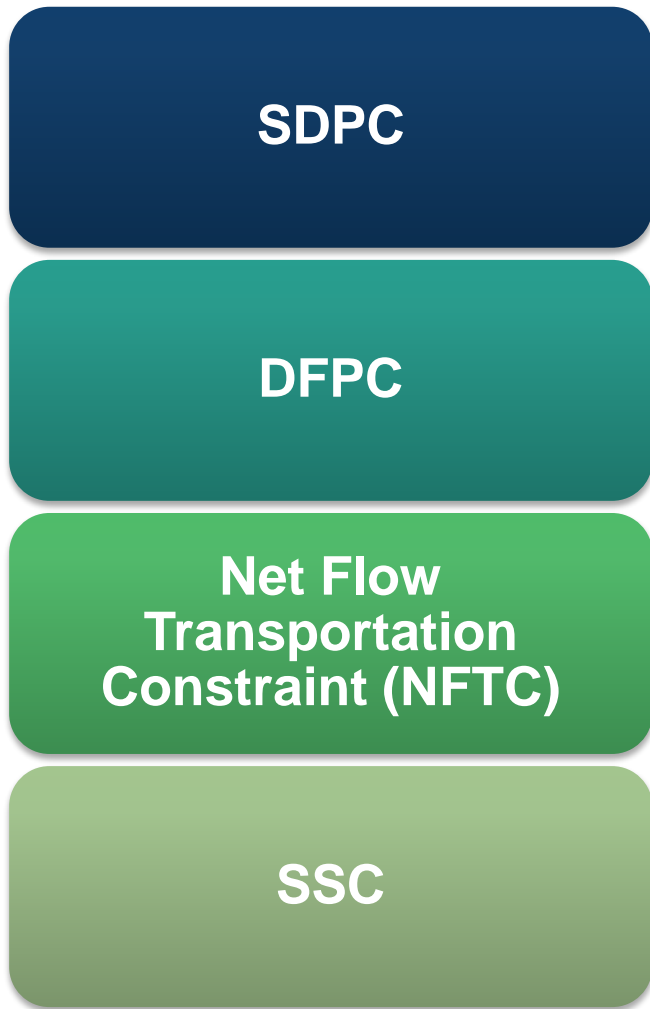 SDPC
DFPC
Net Flow
Transportation
Constraint (NFTC)
SSC